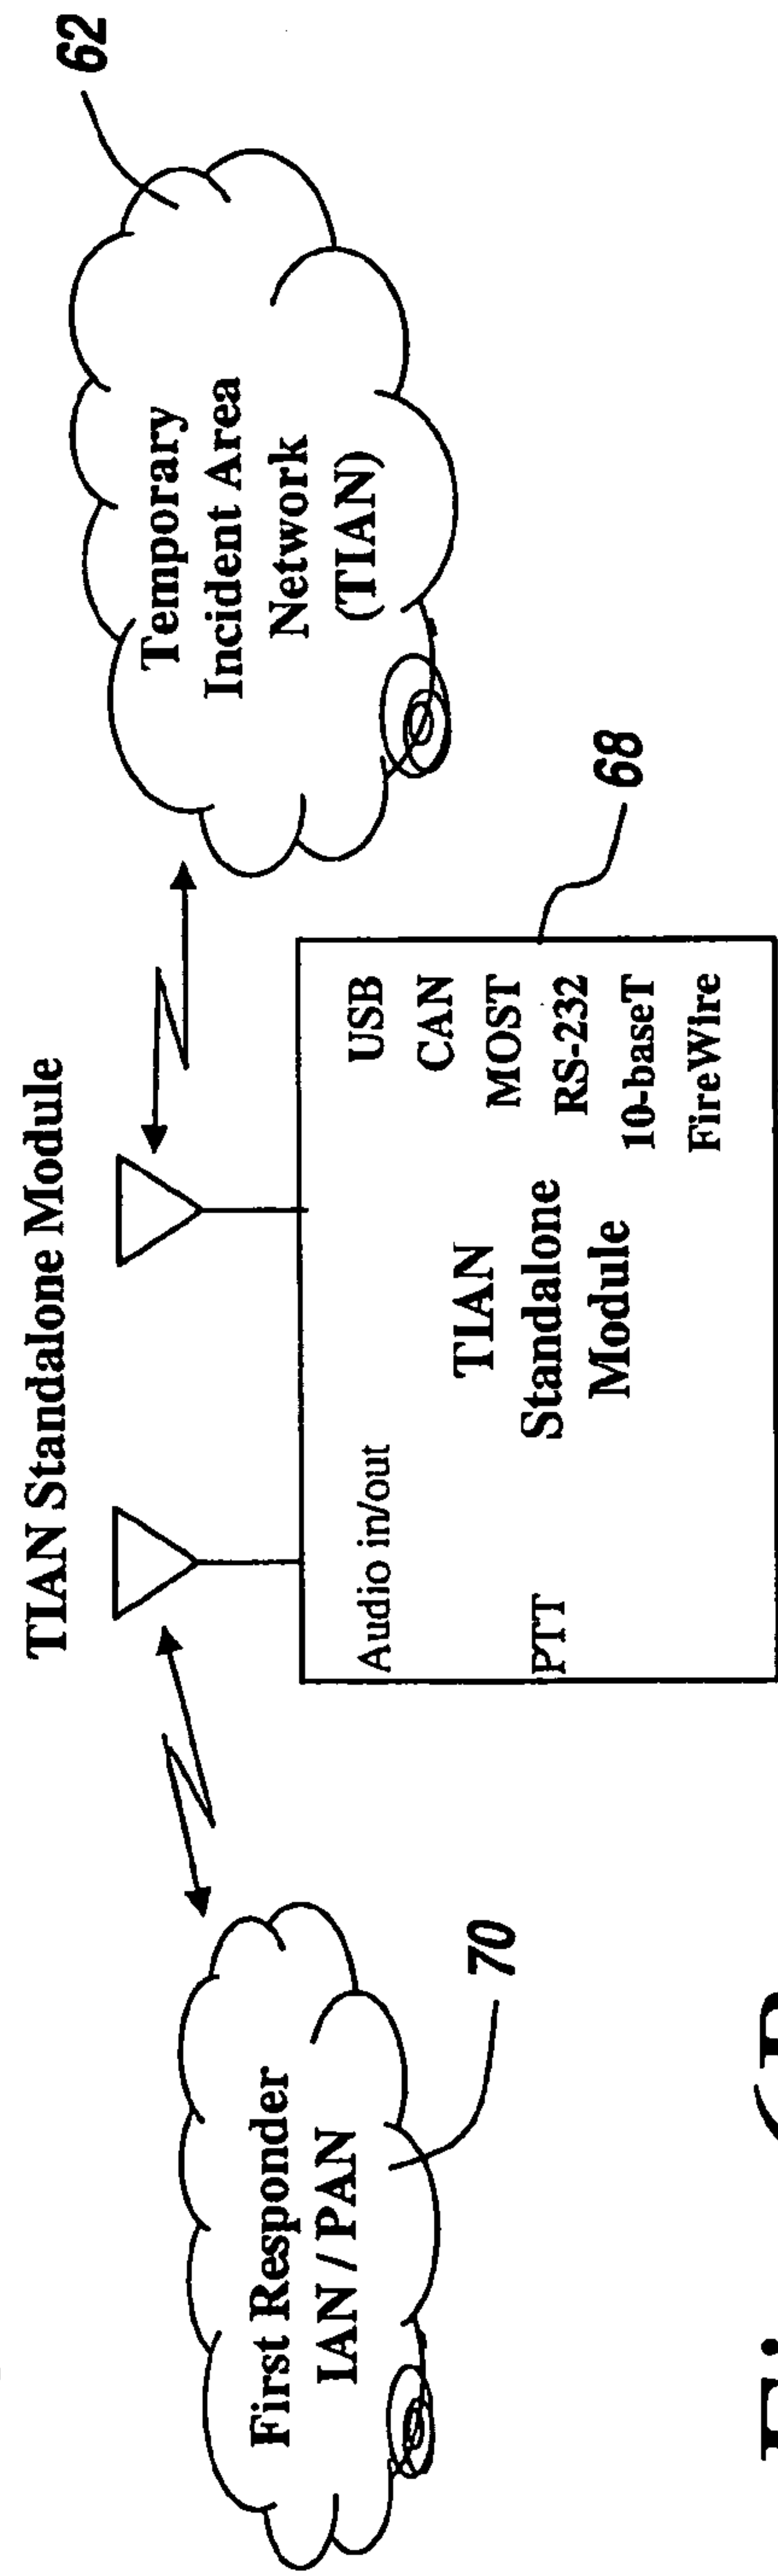 TIAN Standalone Module
62
First Responder
LAN / PAN
70
Audio in/out
PTT
TIAN
Standalone
Module
USB
CAN
MOST
RS-232
10-baseT
FireWire
68
Temporary
Incident Area
Network
(TIAN)